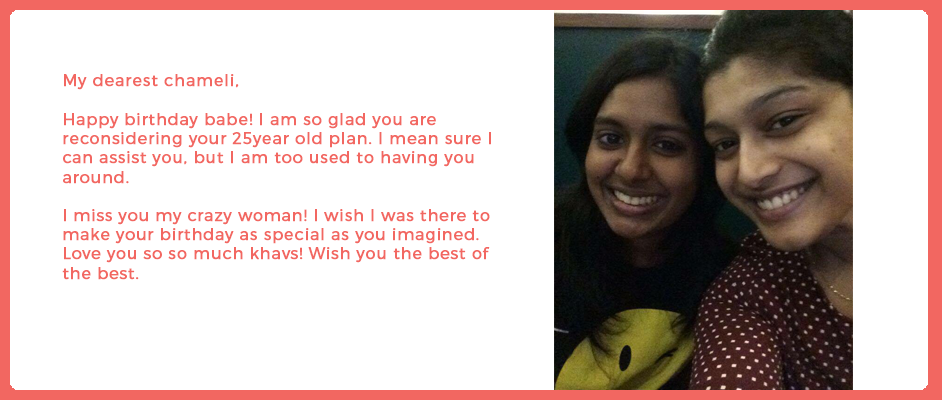 My dearest chameli,
Happy birthday babe! I am so glad you are
reconsidering your 25year old plan. I mean sure I
can assist you, but I am too used to having you
around.
I miss you my crazy woman! I wish I was there to
make your birthday as special as you imagined.
Love you so so much khavs! Wish you the best of
the best.